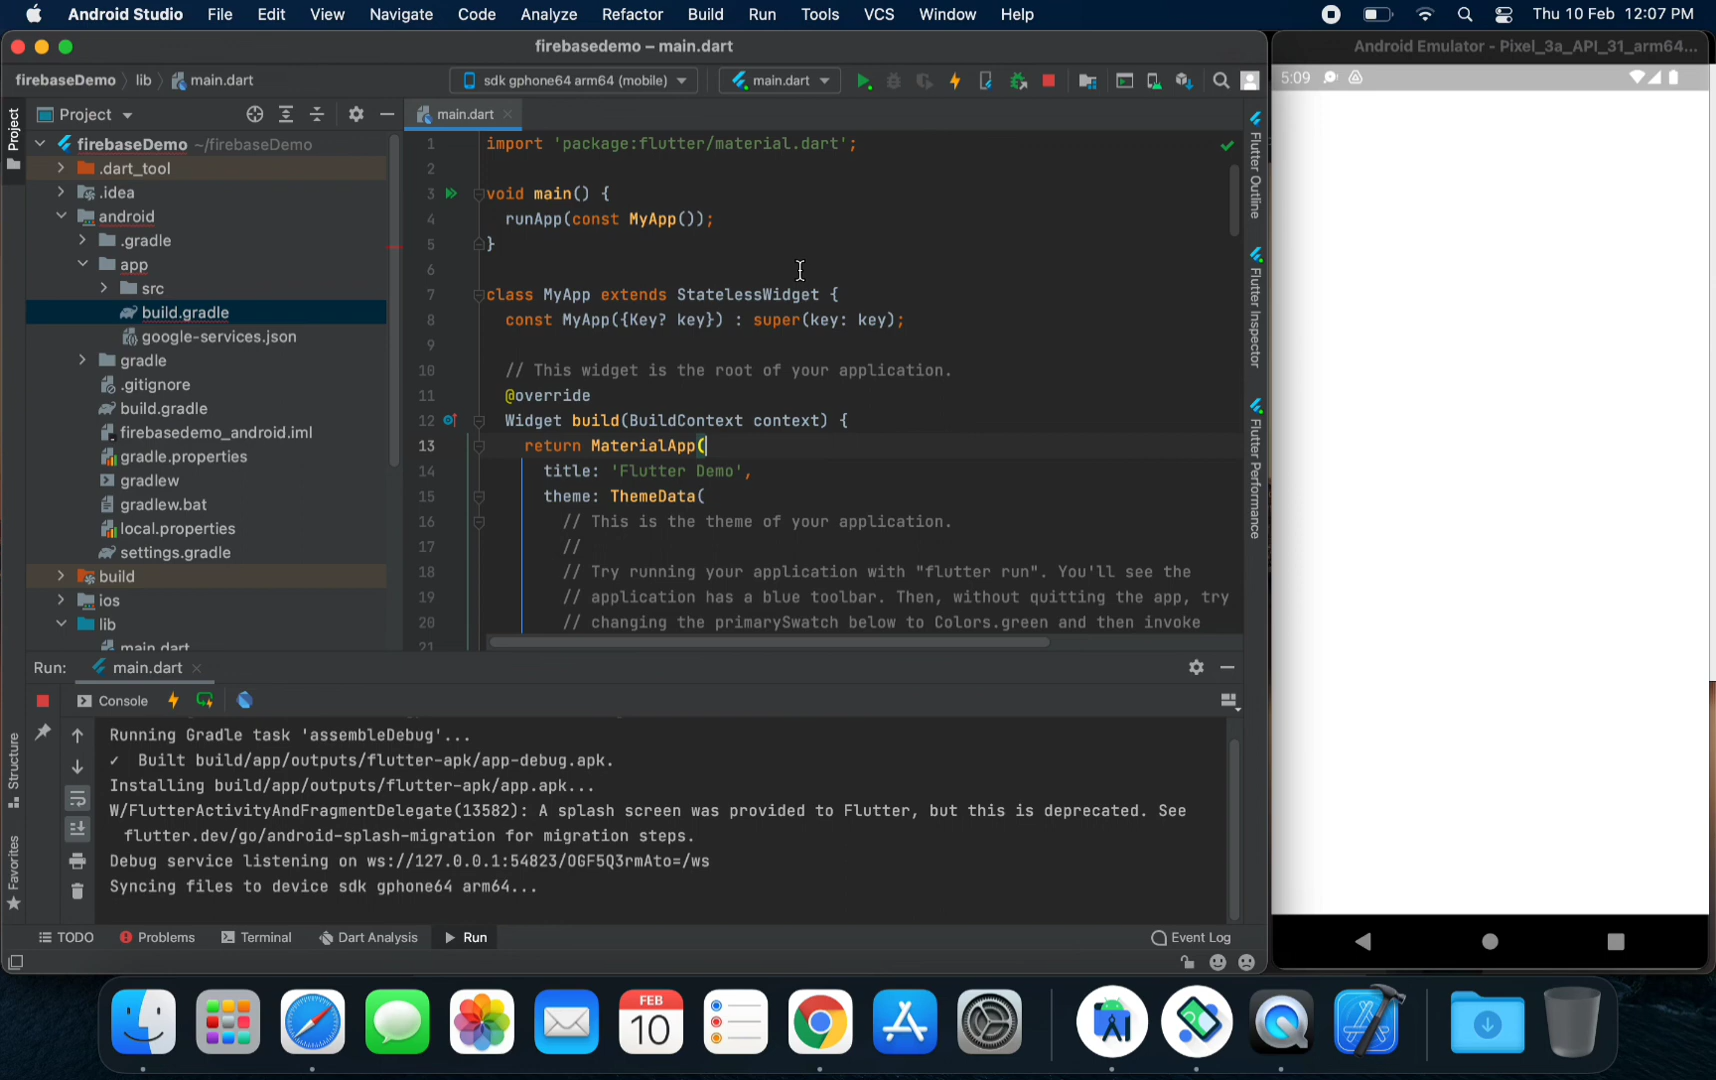 Android Studio File Edit View Navigate Code Analyze Refactor Build Run Tools VCS Window Help Thu 10 Feb 12:07 PM
firebasedemo – main.dart
Android Emulator - Pixel_3a_API_31_arm64...
firebaseDemo lib main.dart sdk gphone64 arm64 (mobile) main.dart
5:09
Project
main.dart
firebaseDemo ~/firebaseDemo
.dart_tool
.idea
android
.gradle
app
src
build.gradle
google-services.json
gradle
.gitignore
build.gradle
firebasedemo_android.iml
gradle.properties
gradlew
gradlew.bat
local.properties
settings.gradle
build
ios
lib
main.dart
1 import 'package:flutter/material.dart';
2
3 void main() {
4 runApp(const MyApp());
5 }
6
7 class MyApp extends StatelessWidget {
8 const MyApp({Key? key}) : super(key: key);
9
10 // This widget is the root of your application.
11 @override
12 Widget build(BuildContext context) {
13 return MaterialApp(
14 title: 'Flutter Demo',
15 theme: ThemeData(
16 // This is the theme of your application.
17 //
18 // Try running your application with "flutter run". You'll see the
19 // application has a blue toolbar. Then, without quitting the app, try
20 // changing the primarySwatch below to Colors.green and then invoke
21
Project
Structure
Favorites
Flutter Outline
Flutter Inspector
Flutter Performance
Run: main.dart
Console
Running Gradle task 'assembleDebug'...
✓ Built build/app/outputs/flutter-apk/app-debug.apk.
Installing build/app/outputs/flutter-apk/app.apk...
W/FlutterActivityAndFragmentDelegate(13582): A splash screen was provided to Flutter, but this is deprecated. See
flutter.dev/go/android-splash-migration for migration steps.
Debug service listening on ws://127.0.0.1:54823/OGF5Q3rmAto=/ws
Syncing files to device sdk gphone64 arm64...
TODO Problems Terminal Dart Analysis Run Event Log
FEB
10